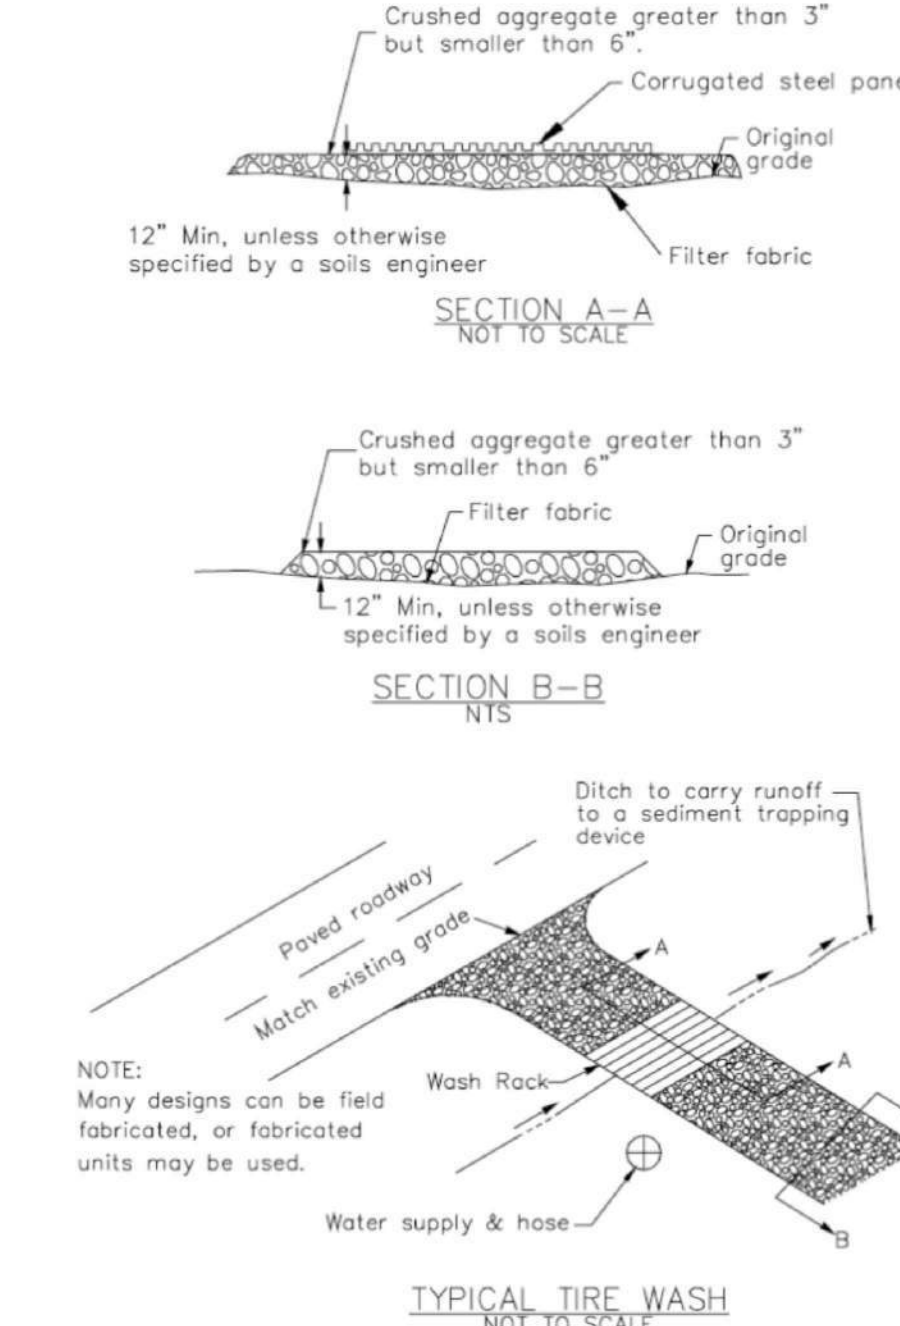 Crushed aggregate greater than 3"
but smaller than 6".
Corrugated steel pane
Original
grade
12" Min, unless otherwise
specified by a soils engineer
Filter fabric
SECTION A-A
NOT TO SCALE
Crushed aggregate greater than 3"
but smaller than 6"
Filter fabric
Original
grade
12" Min, unless otherwise
specified by a soils engineer
SECTION B-B
NTS
Ditch to carry runoff
to a sediment trapping
device
Paved roadway
Match existing grade
A
A
NOTE:
Many designs can be field
fabricated, or fabricated
units may be used.
Wash Rack
Water supply & hose
B
TYPICAL TIRE WASH
NOT TO SCALE